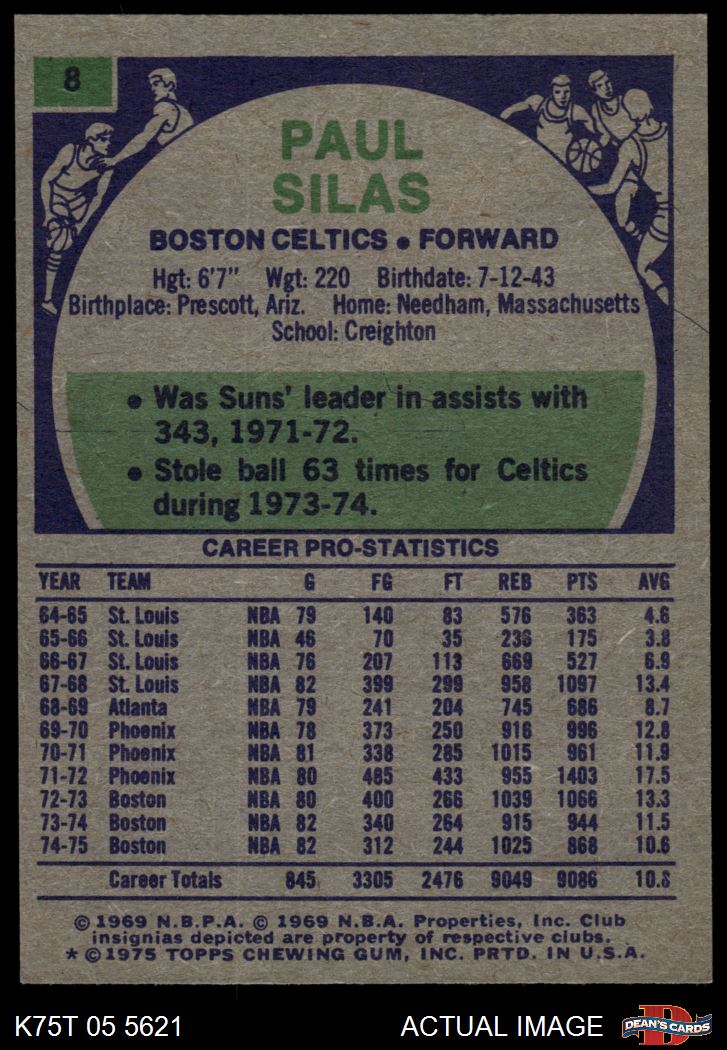 8
PAUL
SILAS
BOSTON CELTICS • FORWARD
Hgt: 6'7" Wgt: 220 Birthdate: 7-12-43
Birthplace: Prescott, Ariz. Home: Needham, Massachusetts
School: Creighton
• Was Suns' leader in assists with
343, 1971-72.
• Stole ball 63 times for Celtics
during 1973-74.
CAREER PRO-STATISTICS
YEAR TEAM G FG FT REB PTS AVG
64-65 St. Louis NBA 79 140 83 576 363 4.6
65-66 St. Louis NBA 46 70 35 236 175 3.8
66-67 St. Louis NBA 76 207 113 669 527 6.9
67-68 St. Louis NBA 82 399 299 958 1097 13.4
68-69 Atlanta NBA 79 241 204 745 686 8.7
69-70 Phoenix NBA 78 373 250 916 996 12.8
70-71 Phoenix NBA 81 338 285 1015 961 11.9
71-72 Phoenix NBA 80 485 433 955 1403 17.5
72-73 Boston NBA 80 400 266 1039 1066 13.3
73-74 Boston NBA 82 340 264 915 944 11.5
74-75 Boston NBA 82 312 244 1025 868 10.6
Career Totals 845 3305 2476 9049 9086 10.8
© 1969 N.B.P.A. © 1969 N.B.A. Properties, Inc. Club
insignias depicted are property of respective clubs.
* © 1975 TOPPS CHEWING GUM, INC. PRTD. IN U.S.A.
K75T 05 5621 ACTUAL IMAGE
D
DEAN'S CARDS